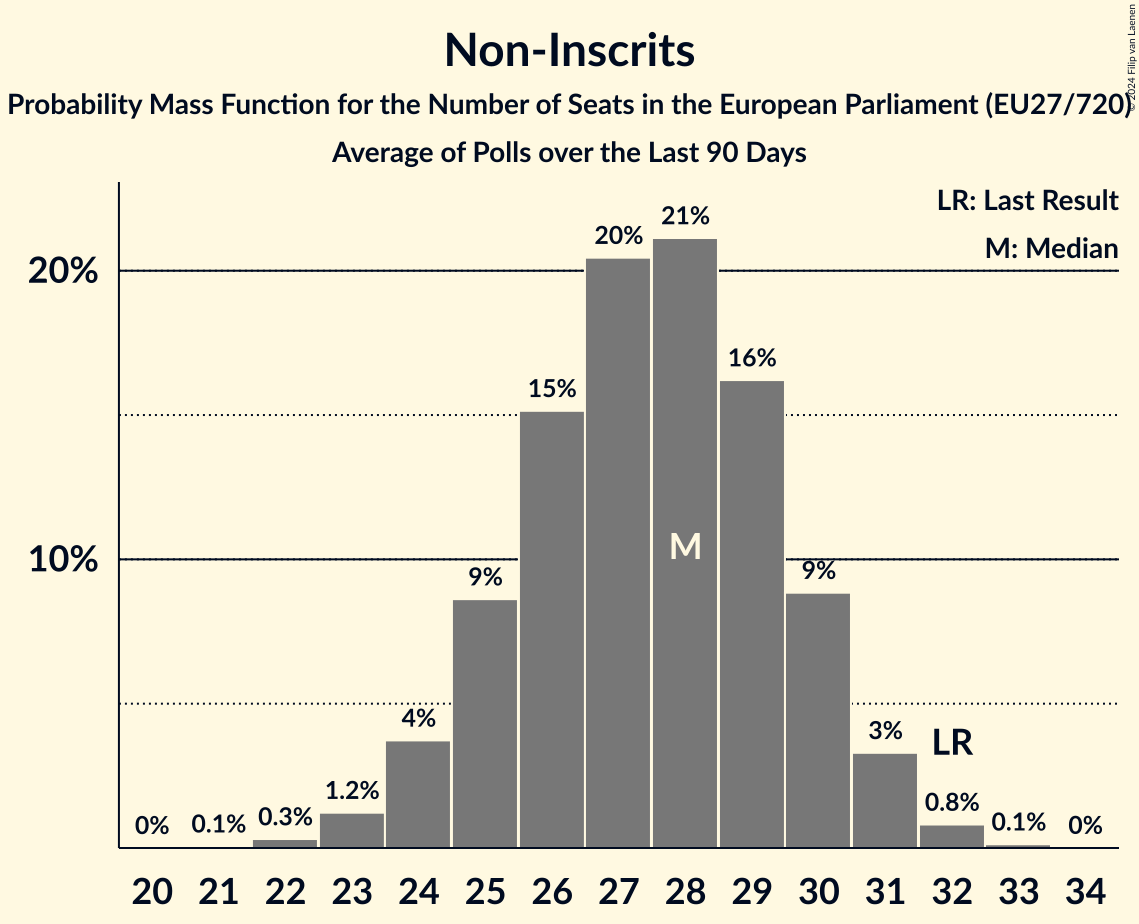 Non-Inscrits
Probability Mass Function for the Number of Seats in the European Parliament (EU27/720)
Average of Polls over the Last 90 Days
© 2024 Filip van Laenen
LR: Last Result
M: Median
20%
10%
0%
0.1%
0.3%
1.2%
4%
9%
15%
20%
21%
16%
9%
3%
0.8%
0.1%
0%
M
LR
20 21 22 23 24 25 26 27 28 29 30 31 32 33 34